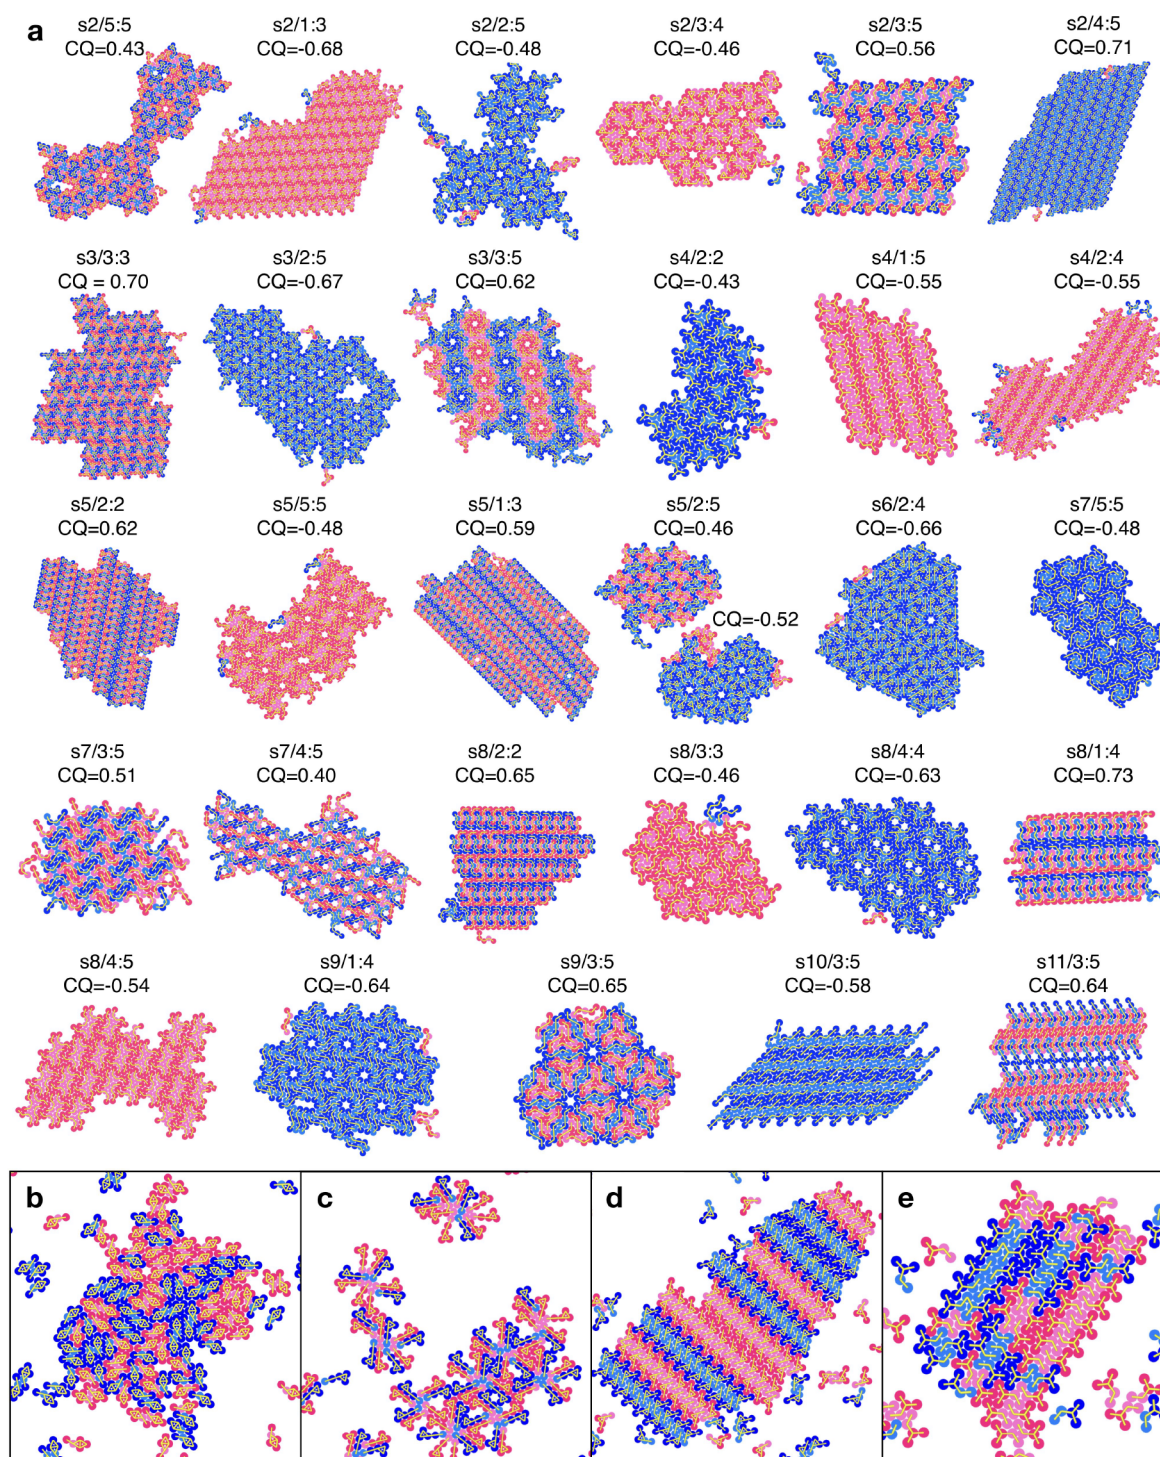 a
s2/5:5
CQ=0.43
s2/1:3
CQ=-0.68
s2/2:5
CQ=-0.48
s2/3:4
CQ=-0.46
s2/3:5
CQ=0.56
s2/4:5
CQ=0.71
s3/3:3
CQ = 0.70
s3/2:5
CQ=-0.67
s3/3:5
CQ=0.62
s4/2:2
CQ=-0.43
s4/1:5
CQ=-0.55
s4/2:4
CQ=-0.55
s5/2:2
CQ=0.62
s5/5:5
CQ=-0.48
s5/1:3
CQ=0.59
s5/2:5
CQ=0.46
CQ=-0.52
s6/2:4
CQ=-0.66
s7/5:5
CQ=-0.48
s7/3:5
CQ=0.51
s7/4:5
CQ=0.40
s8/2:2
CQ=0.65
s8/3:3
CQ=-0.46
s8/4:4
CQ=-0.63
s8/1:4
CQ=0.73
s8/4:5
CQ=-0.54
s9/1:4
CQ=-0.64
s9/3:5
CQ=0.65
s10/3:5
CQ=-0.58
s11/3:5
CQ=0.64
b
c
d
e